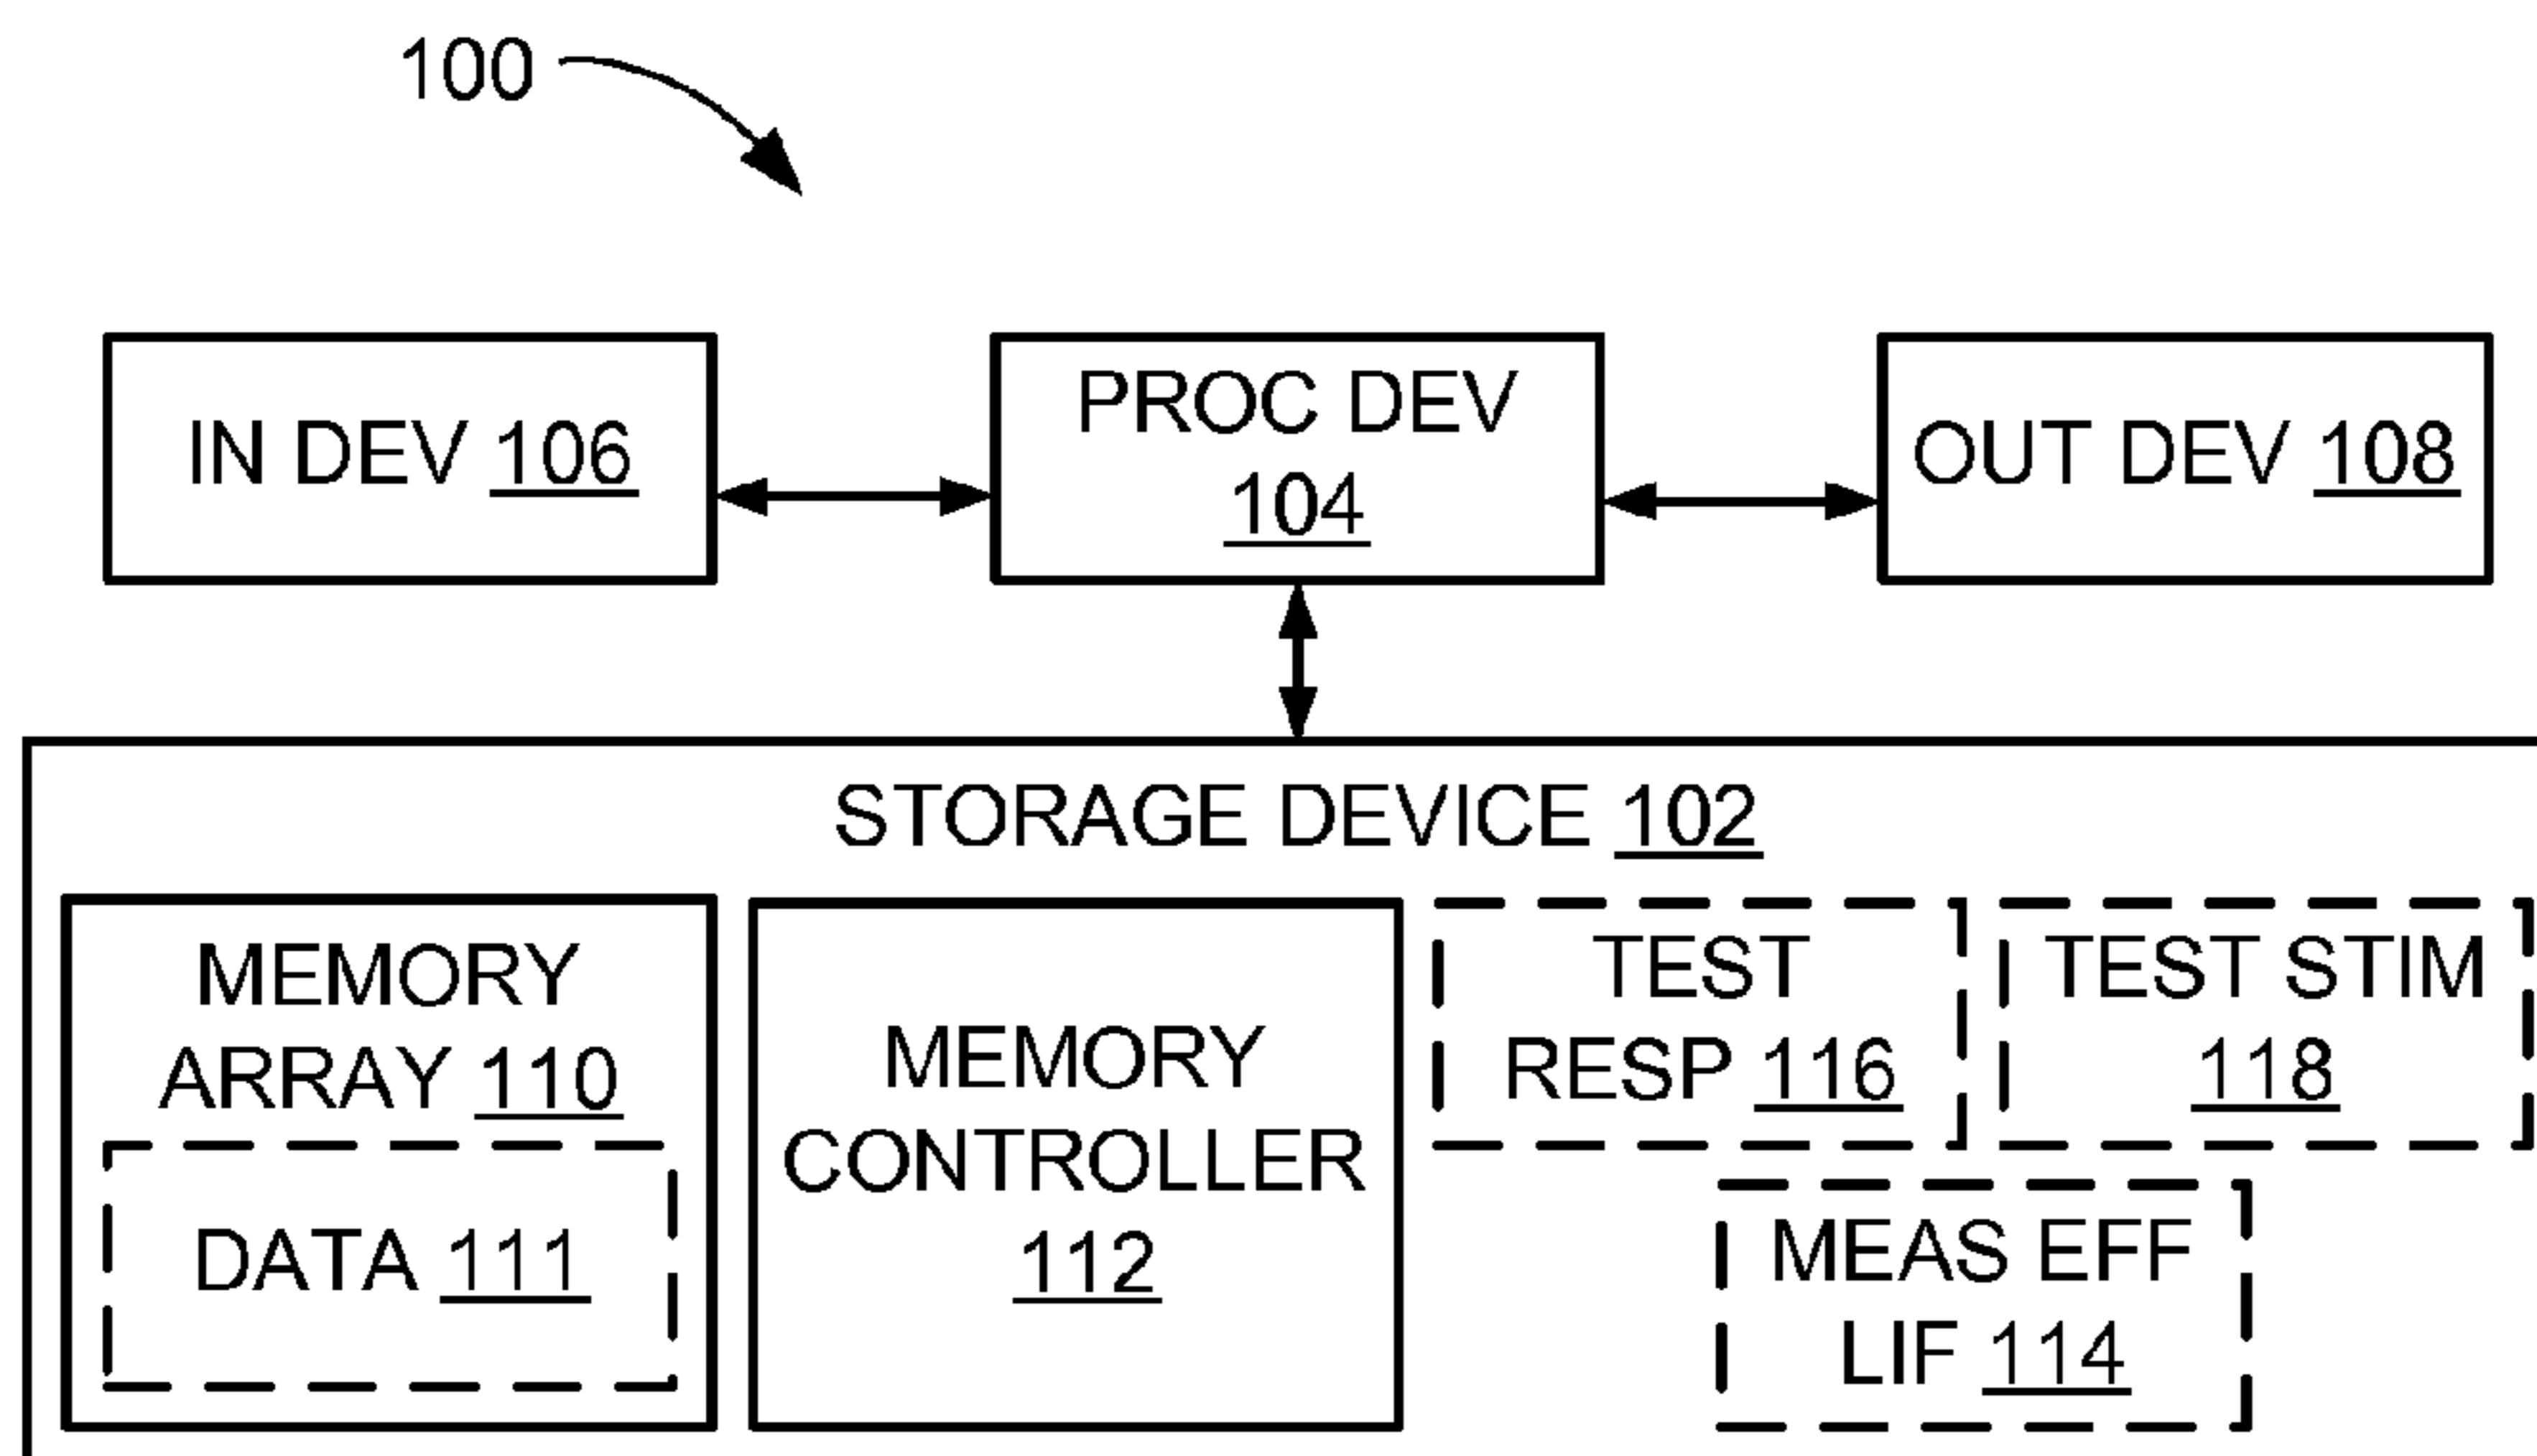 100
IN DEV 106
PROC DEV
104
OUT DEV 108
STORAGE DEVICE 102
MEMORY
ARRAY 110
DATA 111
MEMORY
CONTROLLER
112
TEST
RESP 116
TEST STIM
118
MEAS EFF
LIF 114